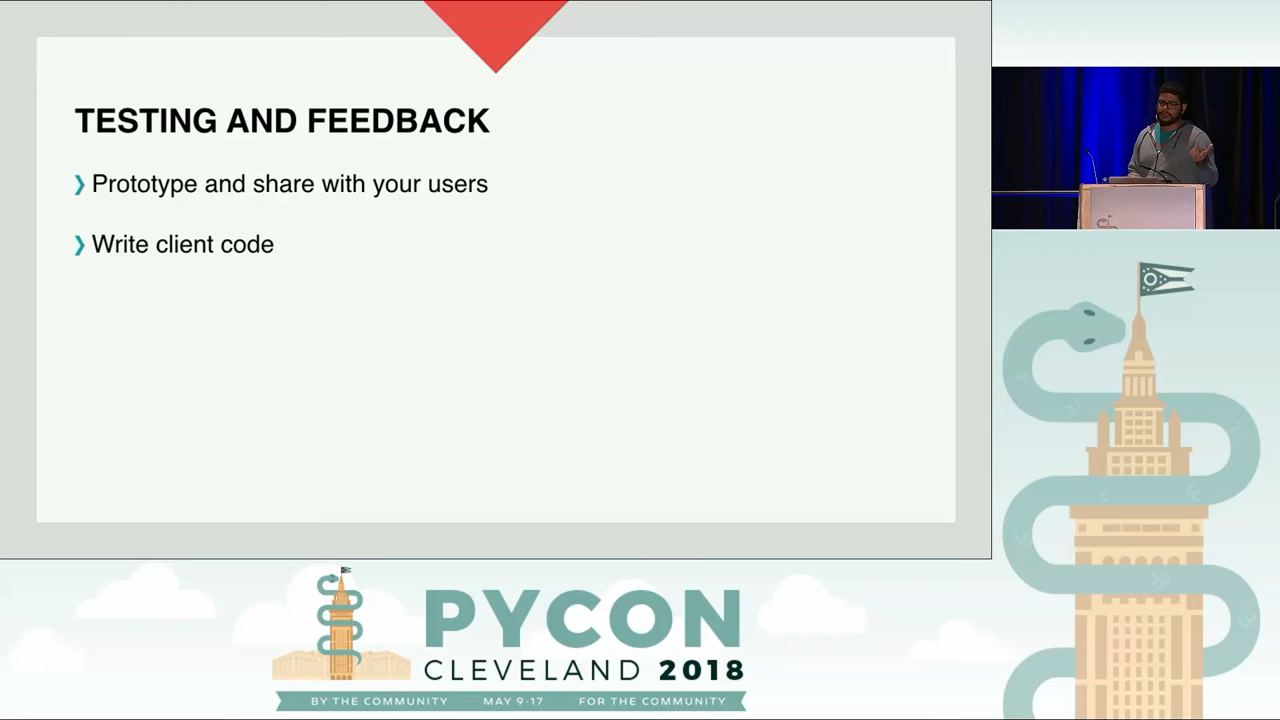 TESTING AND FEEDBACK
❯ Prototype and share with your users
❯ Write client code
PYCON
CLEVELAND 2018
BY THE COMMUNITY MAY 9-17 FOR THE COMMUNITY